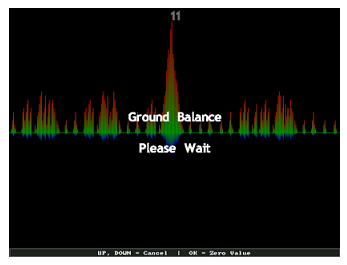 11
Ground Balance
Please Wait
UP, DOWN = Cancel | OK = Zero Value